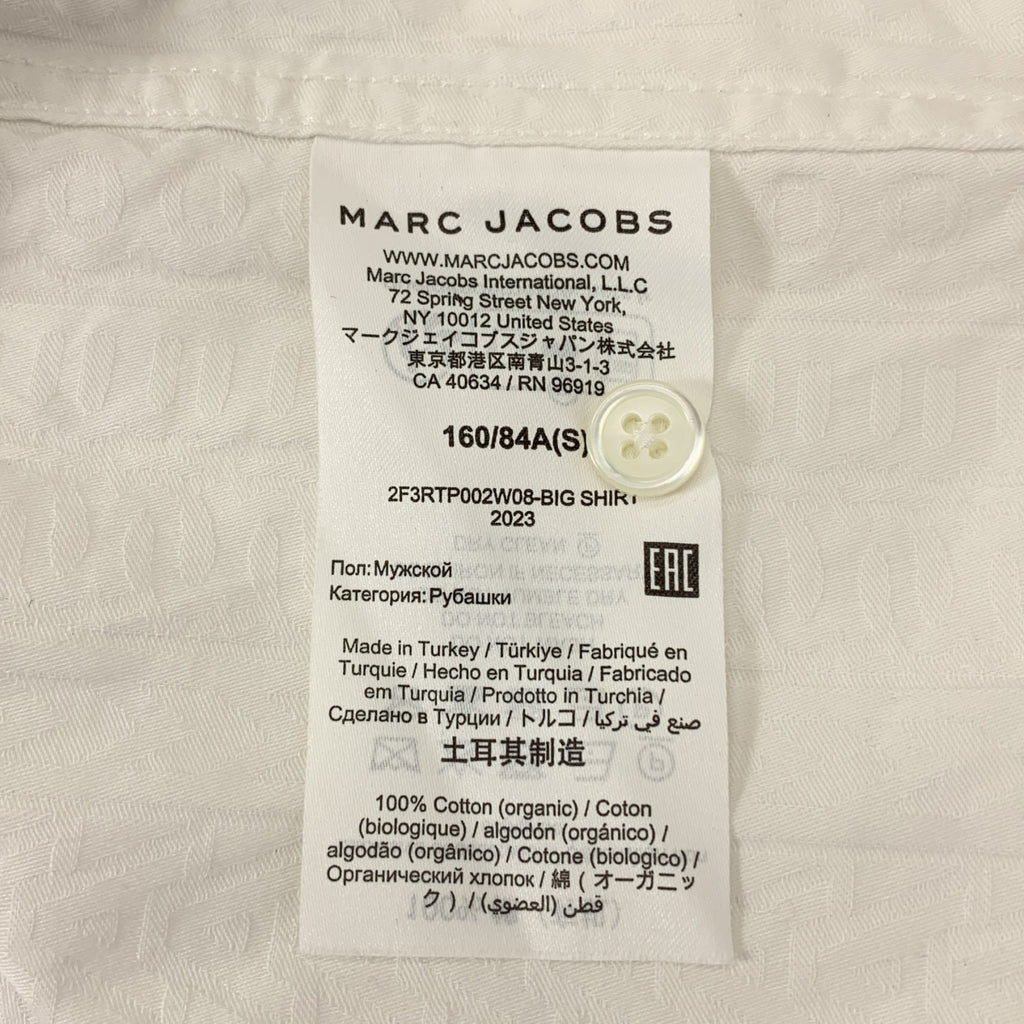 MARC JACOBS
WWW.MARCJACOBS.COM
Marc Jacobs International, L.L.C
72 Spring Street New York,
NY 10012 United States
マークジェイコブスジャパン株式会社
東京都港区南青山3-1-3
CA 40634 / RN 96919
160/84A(S)
2F3RTP002W08-BIG SHIRT
2023
EAC
Пол: Мужской
Категория: Рубашки
Made in Turkey / Türkiye / Fabriqué en
Turquie / Hecho en Turquia / Fabricado
em Turquia / Prodotto in Turchia /
Сделано в Турции / トルコ / صنع في تركيا
土耳其制造
100% Cotton (organic) / Coton
(biologique) / algodón (orgánico) /
algodão (orgânico) / Cotone (biologico) /
Органический хлопок / 綿 ( オーガニッ
ク ) / قطن (العضوي)